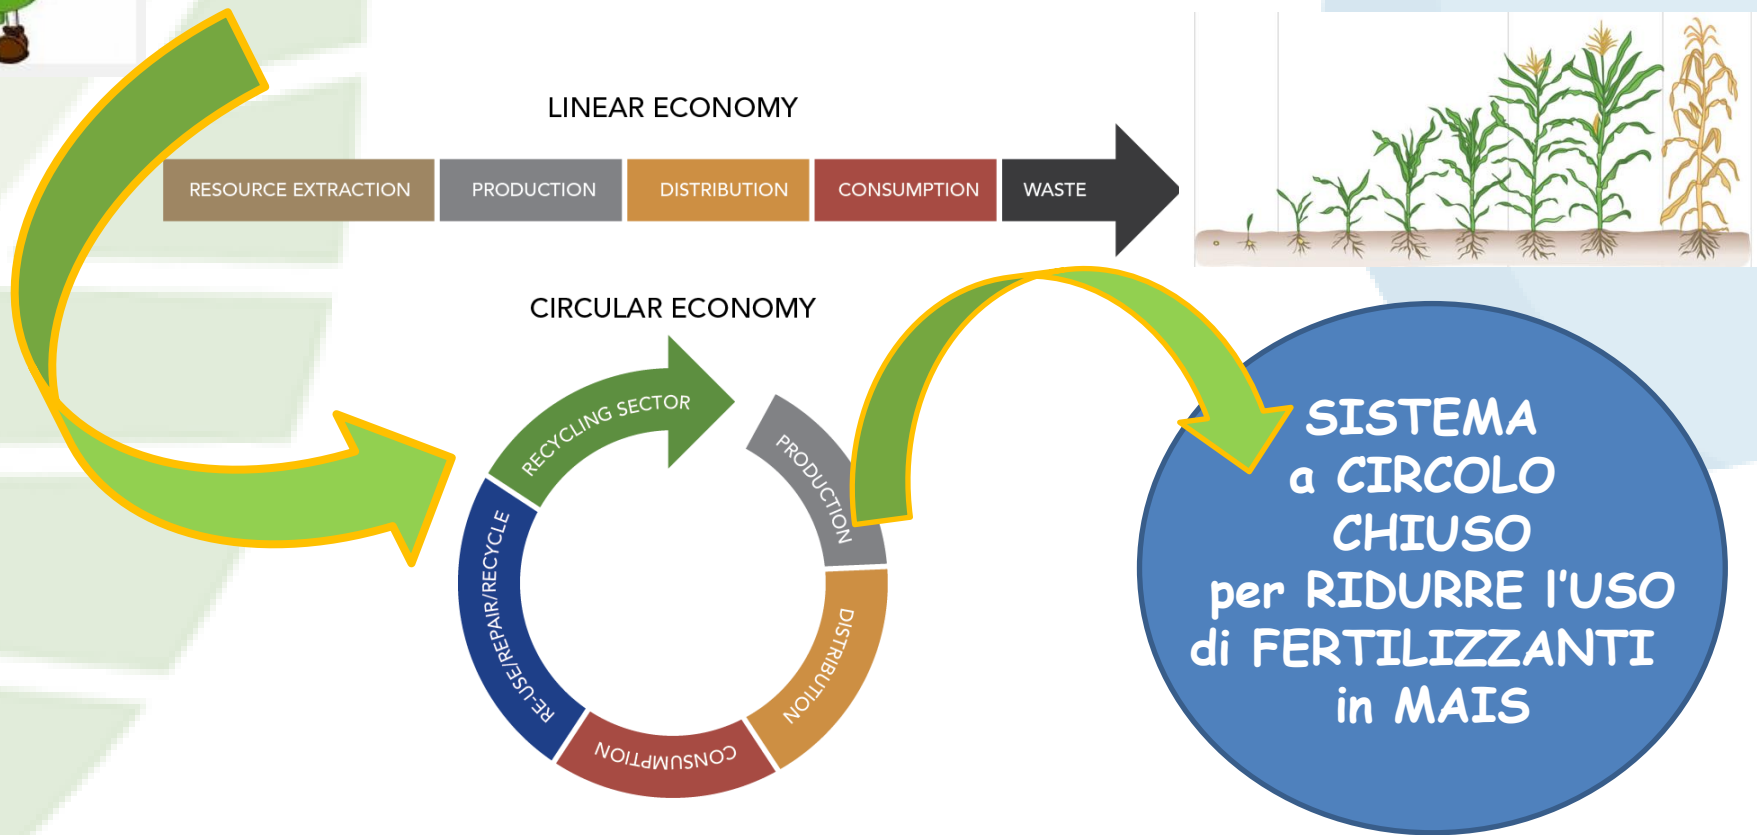 LINEAR ECONOMY
RESOURCE EXTRACTION
PRODUCTION
DISTRIBUTION
CONSUMPTION
WASTE
CIRCULAR ECONOMY
RECYCLING SECTOR
PRODUCTION
DISTRIBUTION
CONSUMPTION
RE-USE/REPAIR/RECYCLE
SISTEMA
a CIRCOLO
CHIUSO
per RIDURRE l'USO
di FERTILIZZANTI
in MAIS